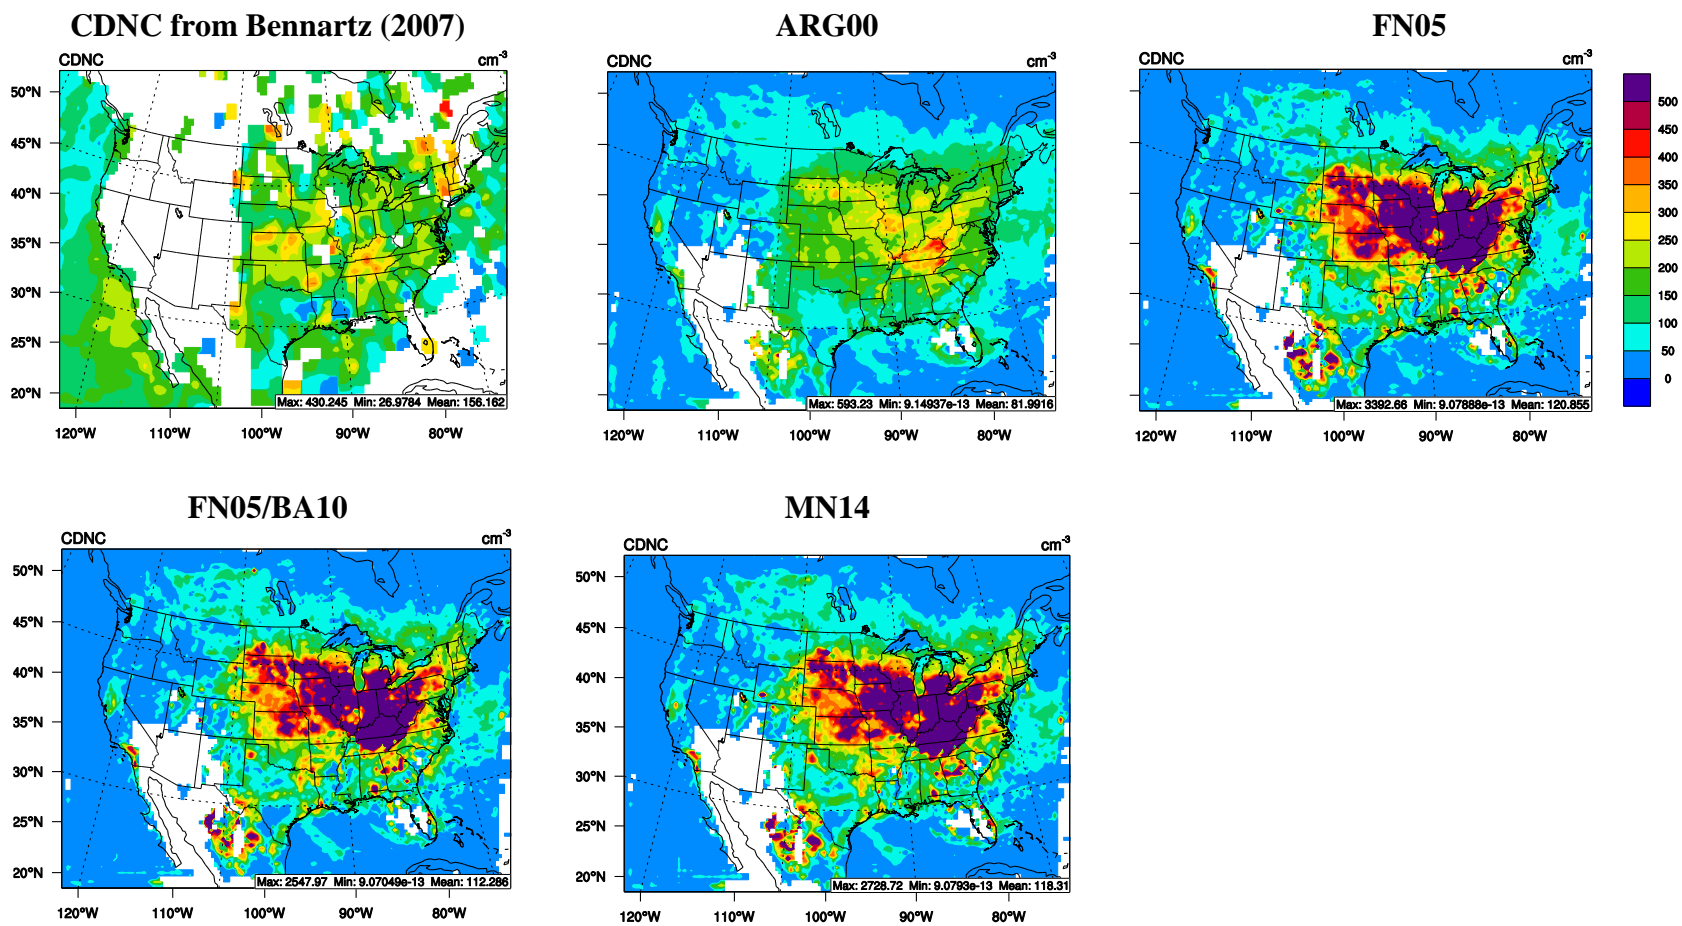 CDNC from Bennartz (2007)
CDNC cm-3
50°N
45°N
40°N
35°N
30°N
25°N
20°N
Max: 430.245 Min: 26.9784 Mean: 156.162
120°W 110°W 100°W 90°W 80°W
ARG00
CDNC cm-3
Max: 593.23 Min: 9.14937e-13 Mean: 81.9916
120°W 110°W 100°W 90°W 80°W
FN05
CDNC cm-3
Max: 3392.66 Min: 9.07888e-13 Mean: 120.855
120°W 110°W 100°W 90°W 80°W
500
450
400
350
300
250
200
150
100
50
0
FN05/BA10
CDNC cm-3
50°N
45°N
40°N
35°N
30°N
25°N
20°N
Max: 2547.97 Min: 9.07049e-13 Mean: 112.286
120°W 110°W 100°W 90°W 80°W
MN14
CDNC cm-3
50°N
45°N
40°N
35°N
30°N
25°N
20°N
Max: 2728.72 Min: 9.0793e-13 Mean: 118.31
120°W 110°W 100°W 90°W 80°W